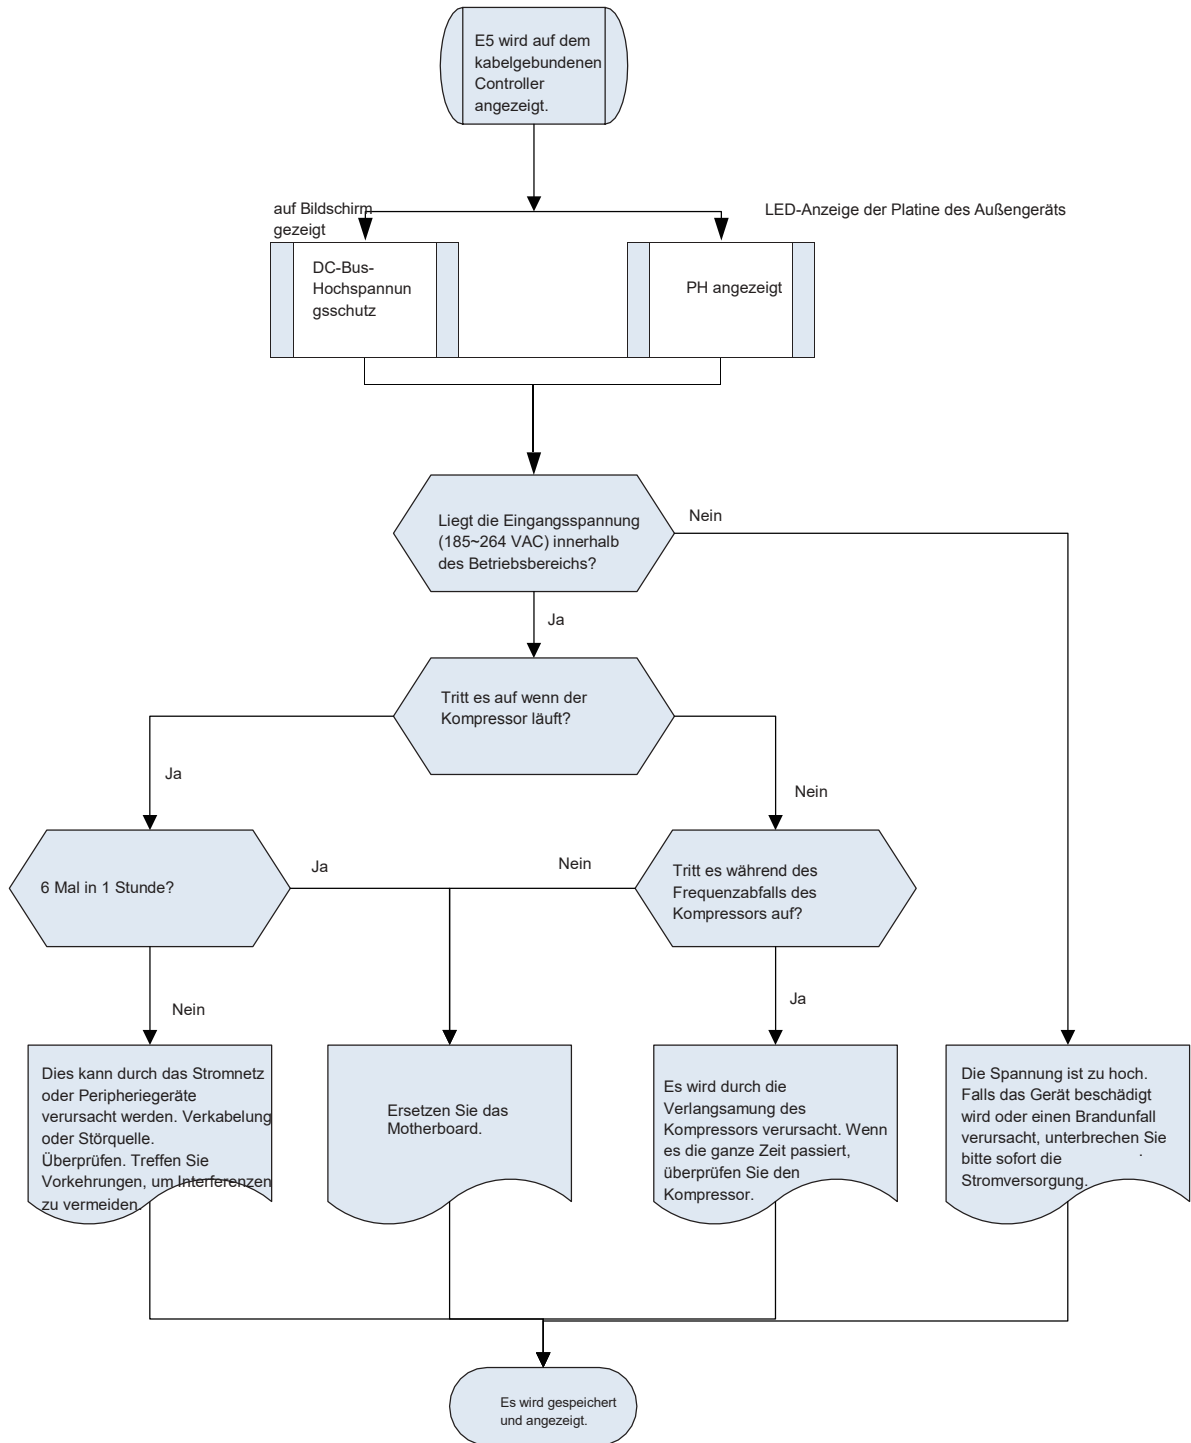 E5 wird auf dem
kabelgebundenen
Controller
angezeigt.
auf Bildschirm
gezeigt
LED-Anzeige der Platine des Außengeräts
DC-Bus-
Hochspannun
gsschutz
PH angezeigt
Liegt die Eingangsspannung
(185~264 VAC) innerhalb
des Betriebsbereichs?
Nein
Ja
Tritt es auf wenn der
Kompressor läuft?
Ja
Nein
6 Mal in 1 Stunde?
Ja
Nein
Tritt es während des
Frequenzabfalls des
Kompressors auf?
Nein
Ja
Dies kann durch das Stromnetz
oder Peripheriegeräte
verursacht werden. Verkabelung
oder Störquelle.
Überprüfen. Treffen Sie
Vorkehrungen, um Interferenzen
zu vermeiden.
Ersetzen Sie das
Motherboard.
Es wird durch die
Verlangsamung des
Kompressors verursacht. Wenn
es die ganze Zeit passiert,
überprüfen Sie den
Kompressor.
Die Spannung ist zu hoch.
Falls das Gerät beschädigt
wird oder einen Brandunfall
verursacht, unterbrechen Sie
bitte sofort die
Stromversorgung.
Es wird gespeichert
und angezeigt.